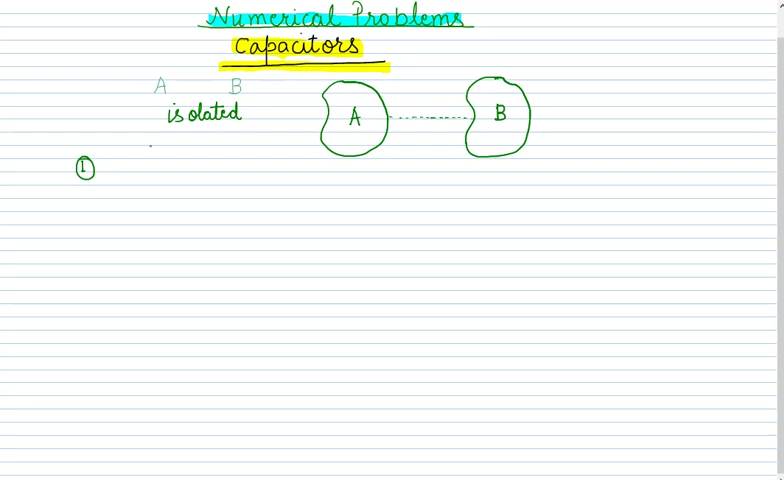 Numerical Problems
Capacitors
A B
isolated
A B
①